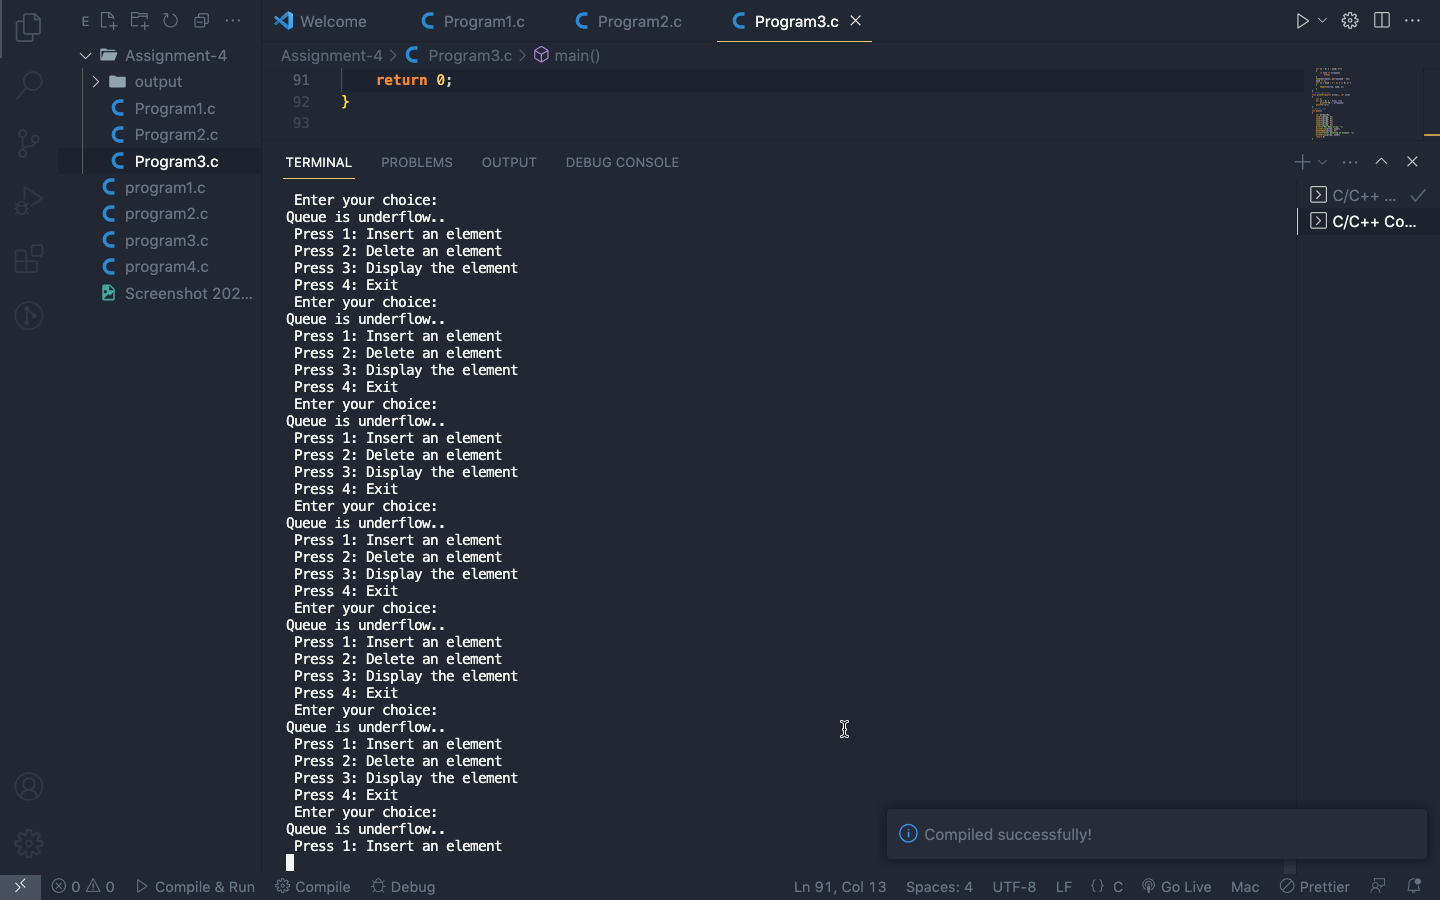 E
Welcome
Program1.c
Program2.c
Program3.c
Assignment-4
output
Program1.c
Program2.c
Program3.c
program1.c
program2.c
program3.c
program4.c
Screenshot 202...
Assignment-4 > Program3.c > main()
91 return 0;
92 }
93
TERMINAL PROBLEMS OUTPUT DEBUG CONSOLE
C/C++ ...
C/C++ Co...
Enter your choice:
Queue is underflow..
Press 1: Insert an element
Press 2: Delete an element
Press 3: Display the element
Press 4: Exit
Enter your choice:
Queue is underflow..
Press 1: Insert an element
Press 2: Delete an element
Press 3: Display the element
Press 4: Exit
Enter your choice:
Queue is underflow..
Press 1: Insert an element
Press 2: Delete an element
Press 3: Display the element
Press 4: Exit
Enter your choice:
Queue is underflow..
Press 1: Insert an element
Press 2: Delete an element
Press 3: Display the element
Press 4: Exit
Enter your choice:
Queue is underflow..
Press 1: Insert an element
Press 2: Delete an element
Press 3: Display the element
Press 4: Exit
Enter your choice:
Queue is underflow..
Press 1: Insert an element
Press 2: Delete an element
Press 3: Display the element
Press 4: Exit
Enter your choice:
Queue is underflow..
Press 1: Insert an element
Compiled successfully!
0 0 Compile & Run Compile Debug Ln 91, Col 13 Spaces: 4 UTF-8 LF {} C Go Live Mac Prettier